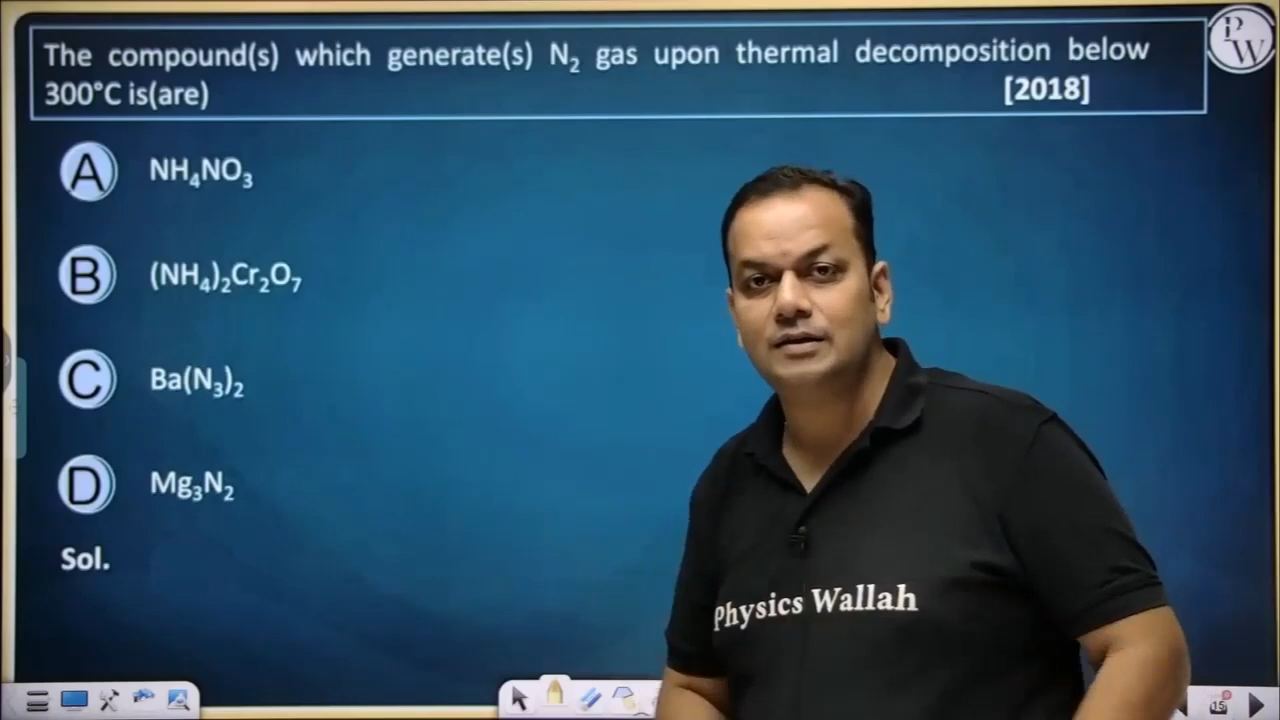 The compound(s) which generate(s) N₂ gas upon thermal decomposition below
300°C is(are) [2018]
A NH₄NO₃
B (NH₄)₂Cr₂O₇
C Ba(N₃)₂
D Mg₃N₂
Sol.
PW
Physics Wallah
15